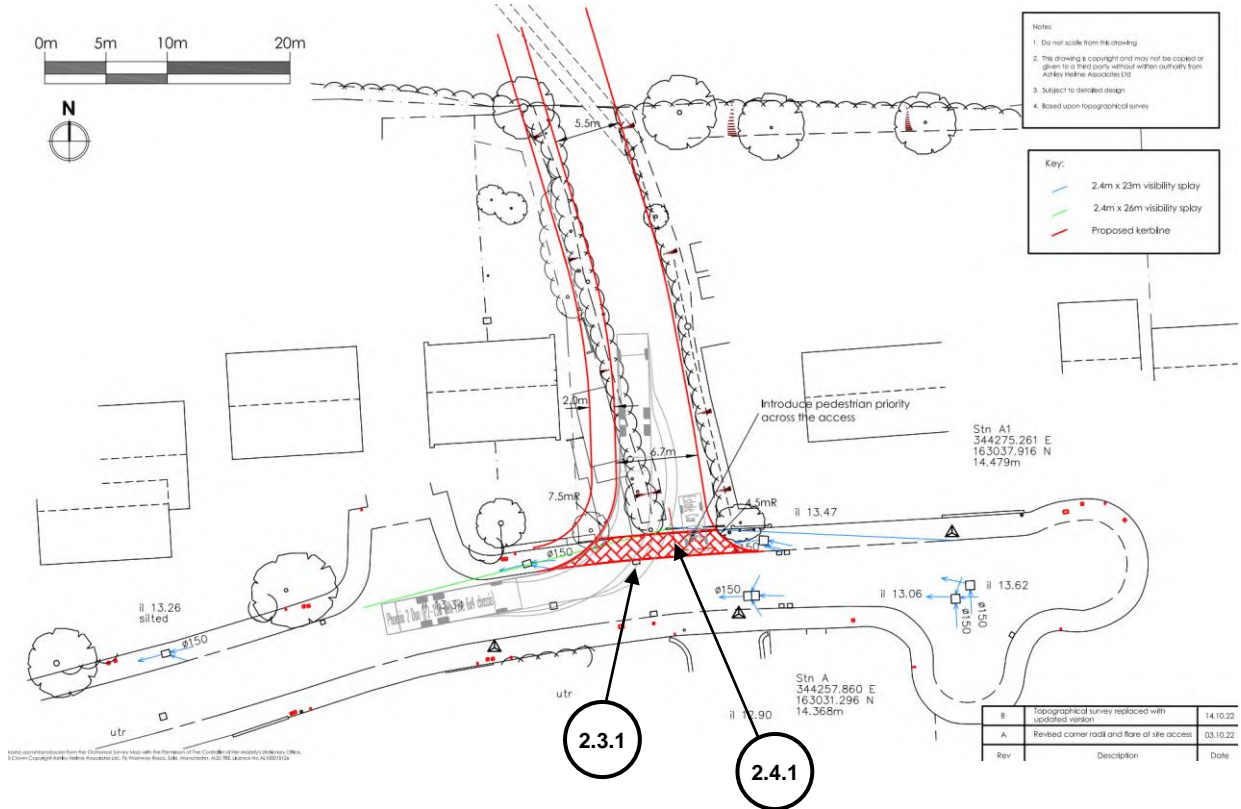 0m 5m 10m 20m
N
Notes:
1. Do not scale from this drawing
2. This drawing is copyright and may not be copied or
given to a third party without written authority from
Ashley Helme Associates Ltd
3. Subject to detailed design
4. Based upon topographical survey
Key:
2.4m x 23m visibility splay
2.4m x 26m visibility splay
Proposed kerbline
5.5m
2.0m
6.7m
Introduce pedestrian priority
across the access
7.5mR
4.5mR
Stn A1
344275.261 E
163037.916 N
14.479m
il 13.47
ø150
il 13.26
silted
ø150
ø150
il 13.06
il 13.62
ø150
ø150
Stn A
344257.860 E
163031.296 N
14.368m
utr
utr
il 12.90
2.3.1
2.4.1
B Topographical survey replaced with
updated version 14.10.22
A Revised corner radii and flare at site access 03.10.22
Rev Description Date